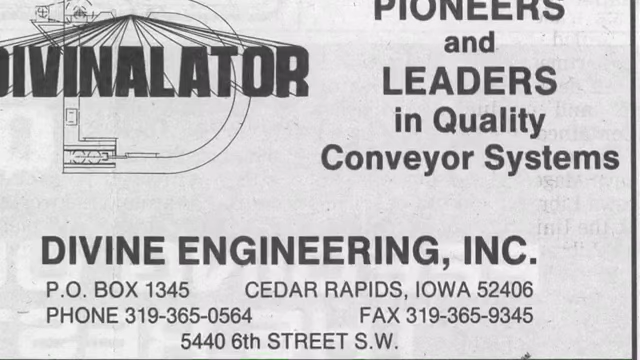 PIONEERS
and
LEADERS
in Quality
Conveyor Systems
DIVINALATOR
DIVINE ENGINEERING, INC.
P.O. BOX 1345 CEDAR RAPIDS, IOWA 52406
PHONE 319-365-0564 FAX 319-365-9345
5440 6th STREET S.W.